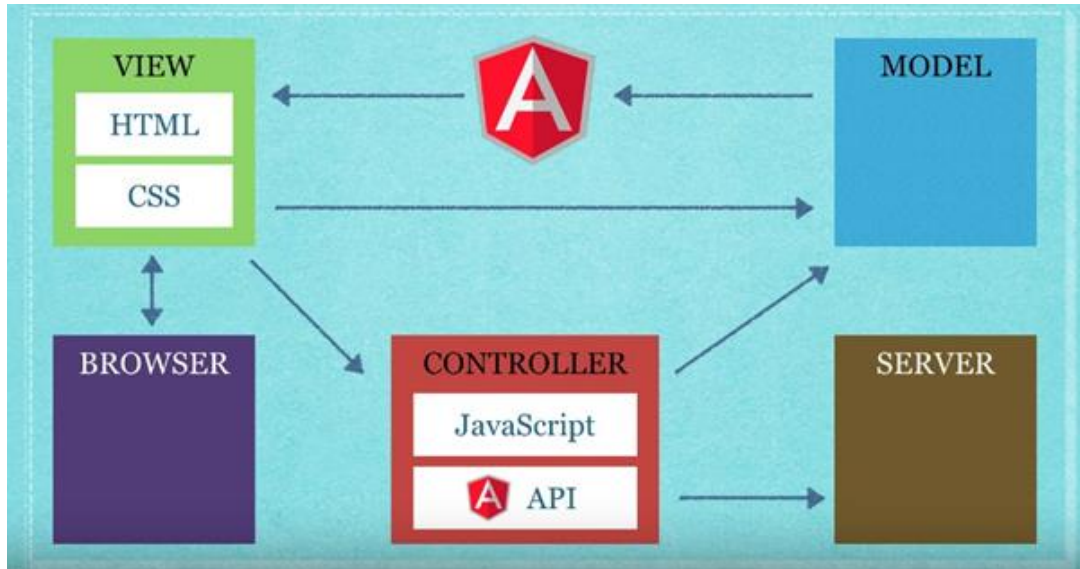 VIEW
HTML
CSS
A
MODEL
BROWSER
CONTROLLER
JavaScript
A API
SERVER